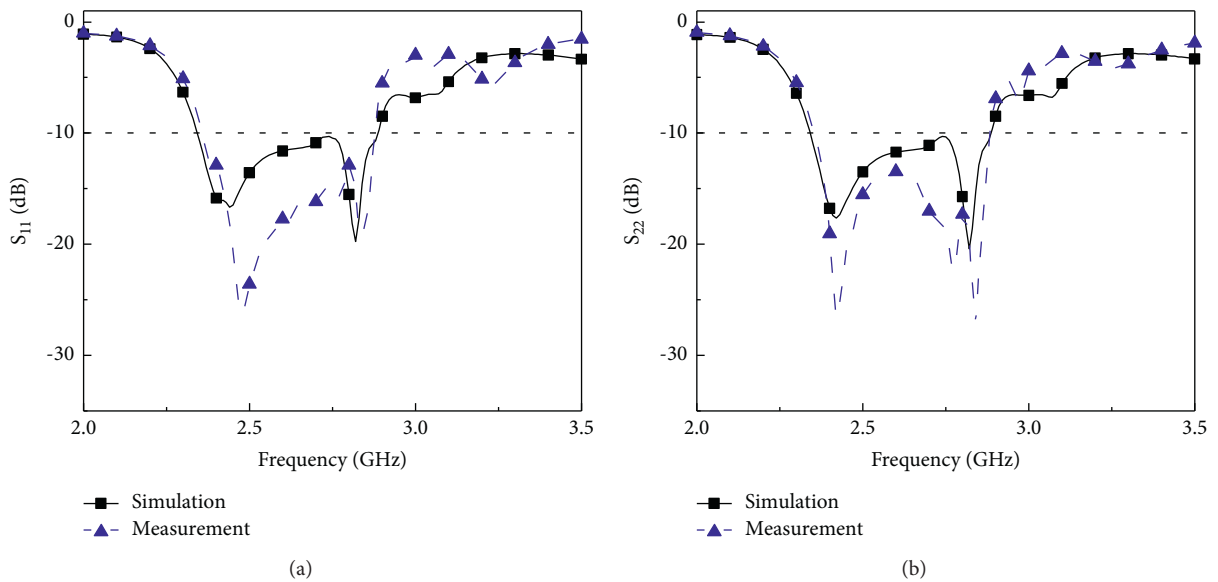 0
-10
-20
-30
S11 (dB)
2.0 2.5 3.0 3.5
Frequency (GHz)
Simulation
Measurement
(a)
0
-10
-20
-30
S22 (dB)
2.0 2.5 3.0 3.5
Frequency (GHz)
Simulation
Measurement
(b)